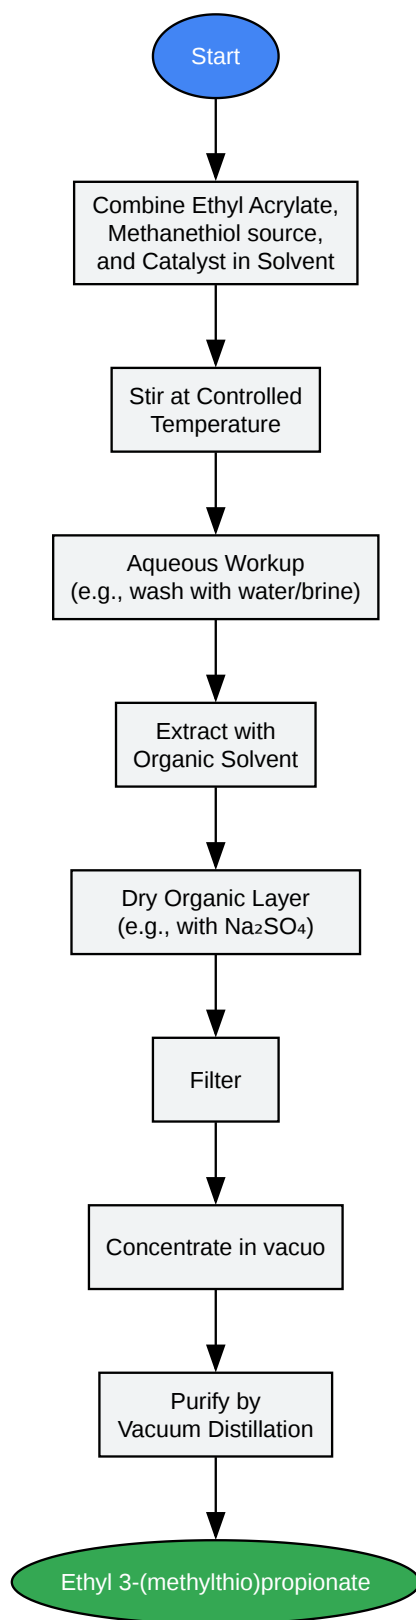 Start
Combine Ethyl Acrylate,
Methanethiol source,
and Catalyst in Solvent
Stir at Controlled
Temperature
Aqueous Workup
(e.g., wash with water/brine)
Extract with
Organic Solvent
Dry Organic Layer
(e.g., with Na₂SO₄)
Filter
Concentrate in vacuo
Purify by
Vacuum Distillation
Ethyl 3-(methylthio)propionate